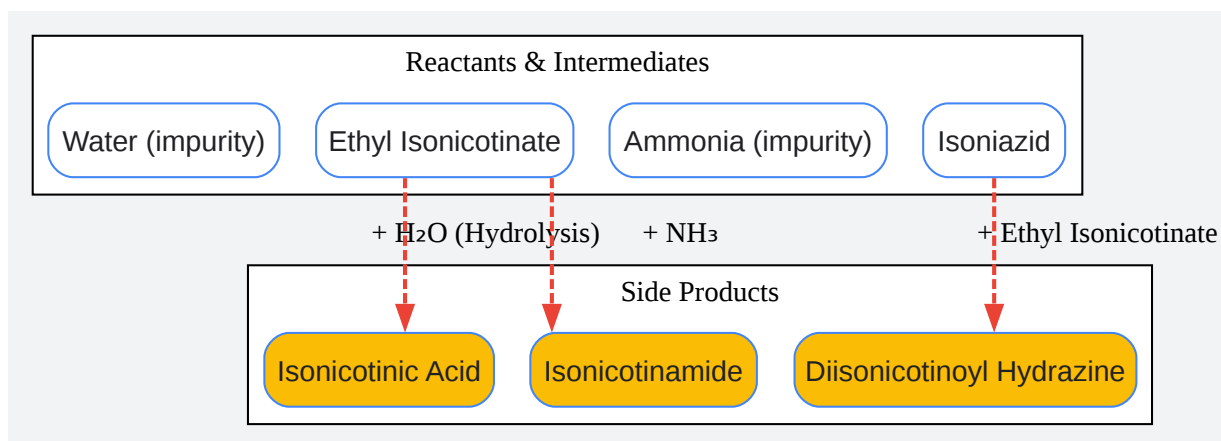 Reactants & Intermediates
Water (impurity)
Ethyl Isonicotinate
Ammonia (impurity)
Isoniazid
+ H₂O (Hydrolysis)
+ NH₃
+ Ethyl Isonicotinate
Side Products
Isonicotinic Acid
Isonicotinamide
Diisonicotinoyl Hydrazine